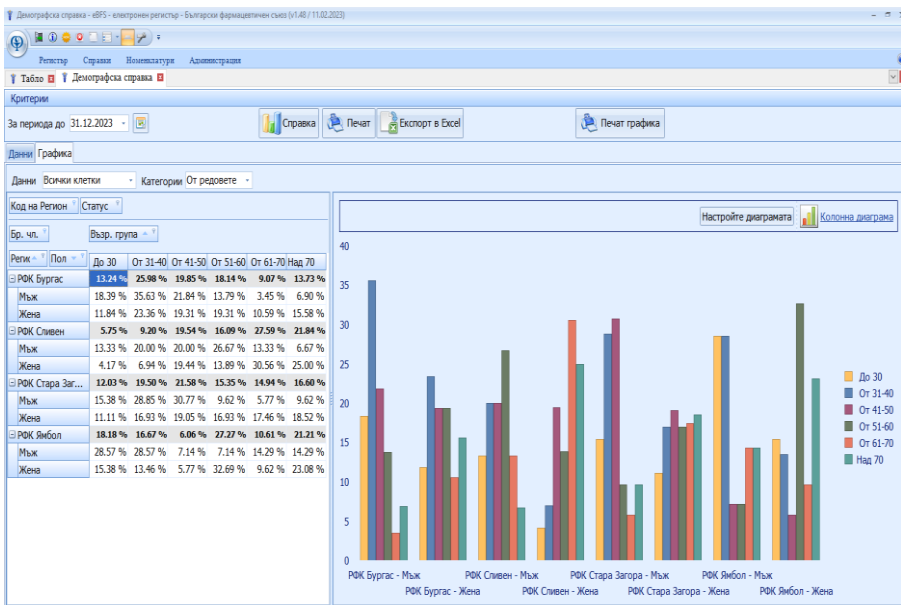 Демографска справка - eBFS - електронен регистър - Български фармацевтичен съюз (v1.48 / 11.02.2023)
Регистър Справки Номенклатури Администрация
Табло Демографска справка
Критерии
За периода до 31.12.2023 Справка Печат Експорт в Excel Печат графика
Данни Графика
Данни Всички клетки Категории От редовете
Код на Регион Статус
Настройте диаграмата Колонна диаграма
Бр. чл. Възр. група
Регис Пол До 30 От 31-40 От 41-50 От 51-60 От 61-70 Над 70
РФК Бургас 13.24 % 25.98 % 19.85 % 18.14 % 9.07 % 13.73 %
Мъж 18.39 % 35.63 % 21.84 % 13.79 % 3.45 % 6.90 %
Жена 11.84 % 23.36 % 19.31 % 19.31 % 10.59 % 15.58 %
РФК Сливен 5.75 % 9.20 % 19.54 % 16.09 % 27.59 % 21.84 %
Мъж 13.33 % 20.00 % 20.00 % 26.67 % 13.33 % 6.67 %
Жена 4.17 % 6.94 % 19.44 % 13.89 % 30.56 % 25.00 %
РФК Стара Заг... 12.03 % 19.50 % 21.58 % 15.35 % 14.94 % 16.60 %
Мъж 15.38 % 28.85 % 30.77 % 9.62 % 5.77 % 9.62 %
Жена 11.11 % 16.93 % 19.05 % 16.93 % 17.46 % 18.52 %
РФК Ямбол 18.18 % 16.67 % 6.06 % 27.27 % 10.61 % 21.21 %
Мъж 28.57 % 28.57 % 7.14 % 7.14 % 14.29 % 14.29 %
Жена 15.38 % 13.46 % 5.77 % 32.69 % 9.62 % 23.08 %
40
35
30
25
20
15
10
5
0
РФК Бургас - Мъж РФК Сливен - Мъж РФК Стара Загора - Мъж РФК Ямбол - Мъж
РФК Бургас - Жена РФК Сливен - Жена РФК Стара Загора - Жена РФК Ямбол - Жена
До 30
От 31-40
От 41-50
От 51-60
От 61-70
Над 70